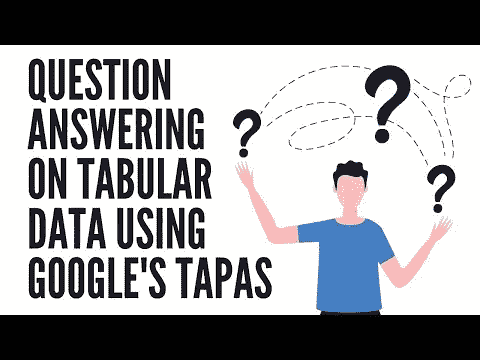 QUESTION
ANSWERING
ON TABULAR
DATA USING
GOOGLE'S TAPAS
? ? ?